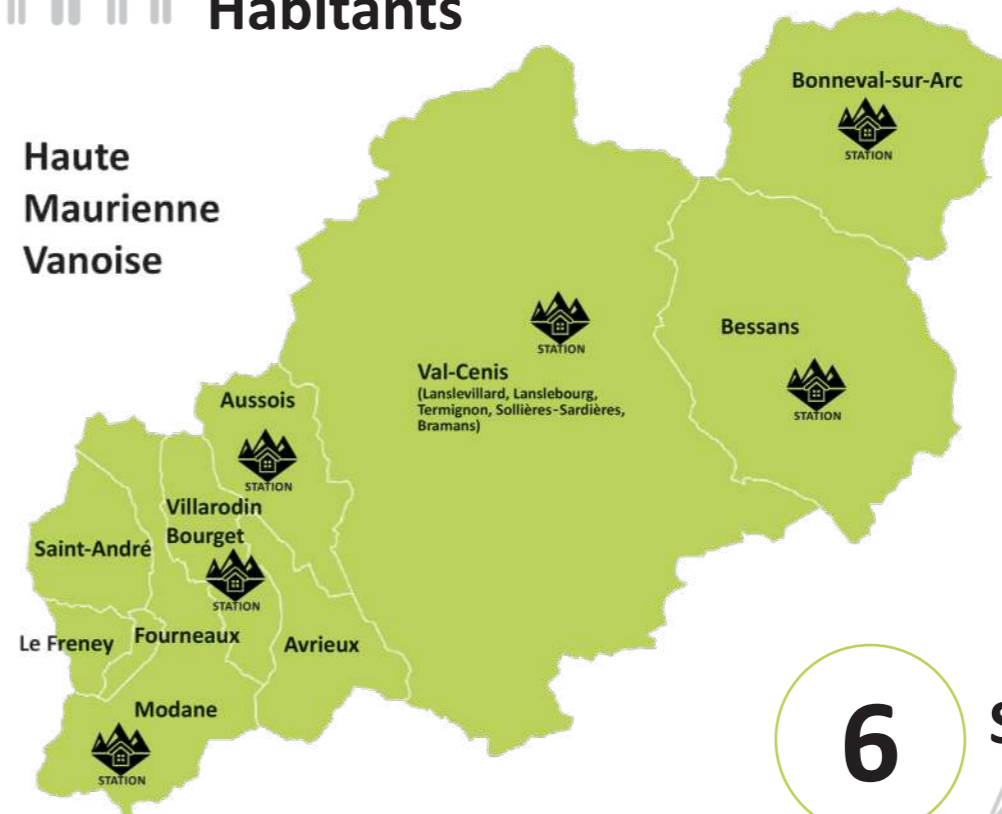 Habitants
Haute
Maurienne
Vanoise
Bonneval-sur-Arc
STATION
Bessans
STATION
STATION
Val-Cenis
(Lanslevillard, Lanslebourg,
Termignon, Sollières-Sardières,
Bramans)
Aussois
STATION
Villarodin
Bourget
STATION
Saint-André
Le Freney
Fourneaux
Avrieux
Modane
STATION
6
S